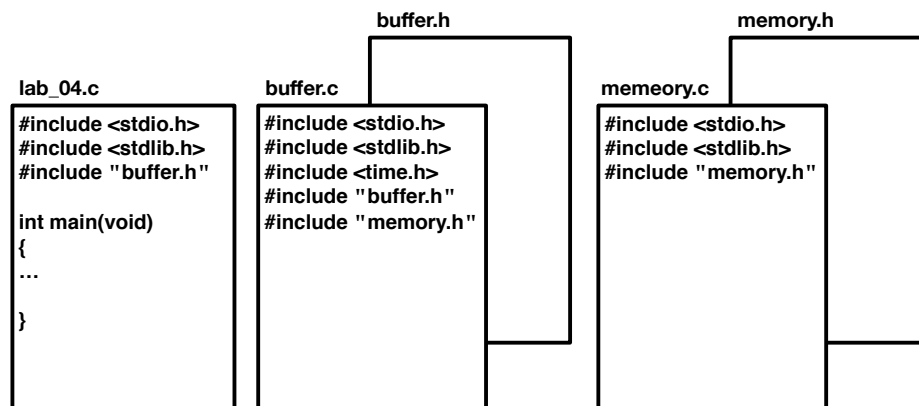 buffer.h
memory.h
lab_04.c
#include <stdio.h>
#include <stdlib.h>
#include "buffer.h"
int main(void)
{
...
}
buffer.c
#include <stdio.h>
#include <stdlib.h>
#include <time.h>
#include "buffer.h"
#include "memory.h"
memeory.c
#include <stdio.h>
#include <stdlib.h>
#include "memory.h"